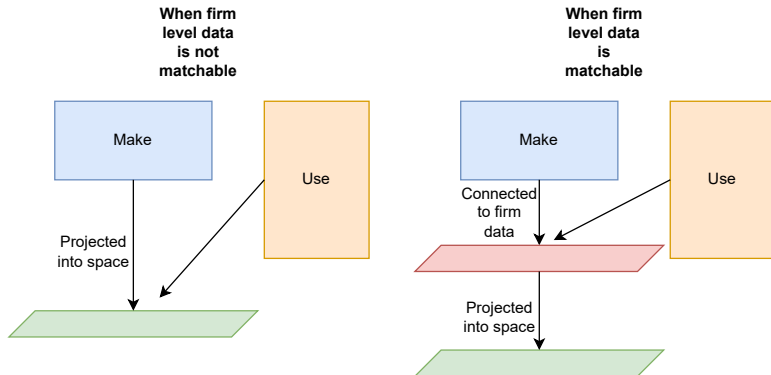 When firm
level data
is not
matchable
Make
Use
Projected
into space
When firm
level data
is
matchable
Make
Use
Connected
to firm
data
Projected
into space